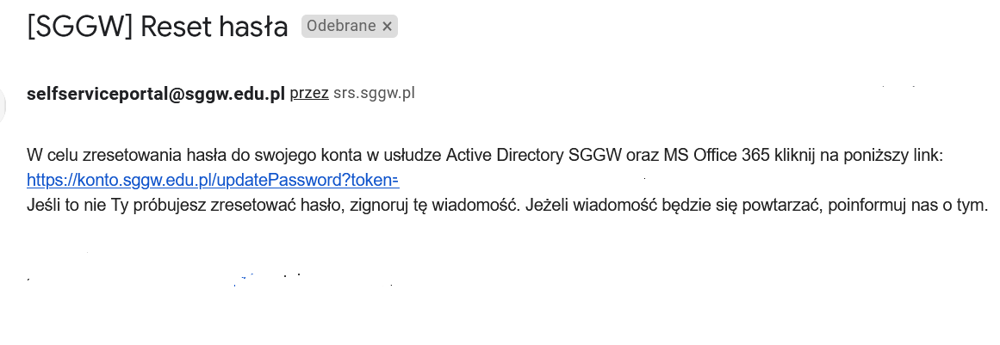 [SGGW] Reset hasła Odebrane ×
selfserviceportal@sggw.edu.pl przez srs.sggw.pl
W celu zresetowania hasła do swojego konta w usłudze Active Directory SGGW oraz MS Office 365 kliknij na poniższy link:
https://konto.sggw.edu.pl/updatePassword?token=
Jeśli to nie Ty próbujesz zresetować hasło, zignoruj tę wiadomość. Jeżeli wiadomość będzie się powtarzać, poinformuj nas o tym.